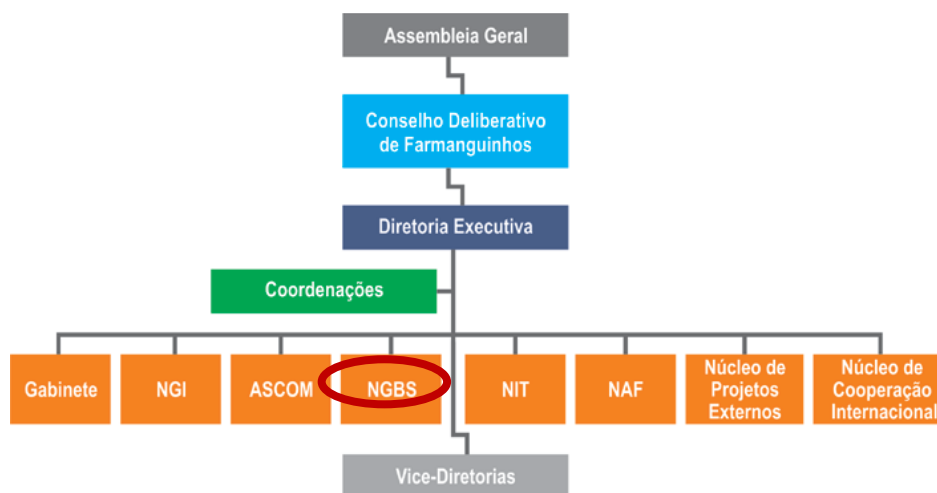 Assembleia Geral
Conselho Deliberativo
de Farmanguinhos
Diretoria Executiva
Coordenações
Gabinete
NGI
ASCOM
NGBS
NIT
NAF
Núcleo de
Projetos
Externos
Núcleo de
Cooperação
Internacional
Vice-Diretorias